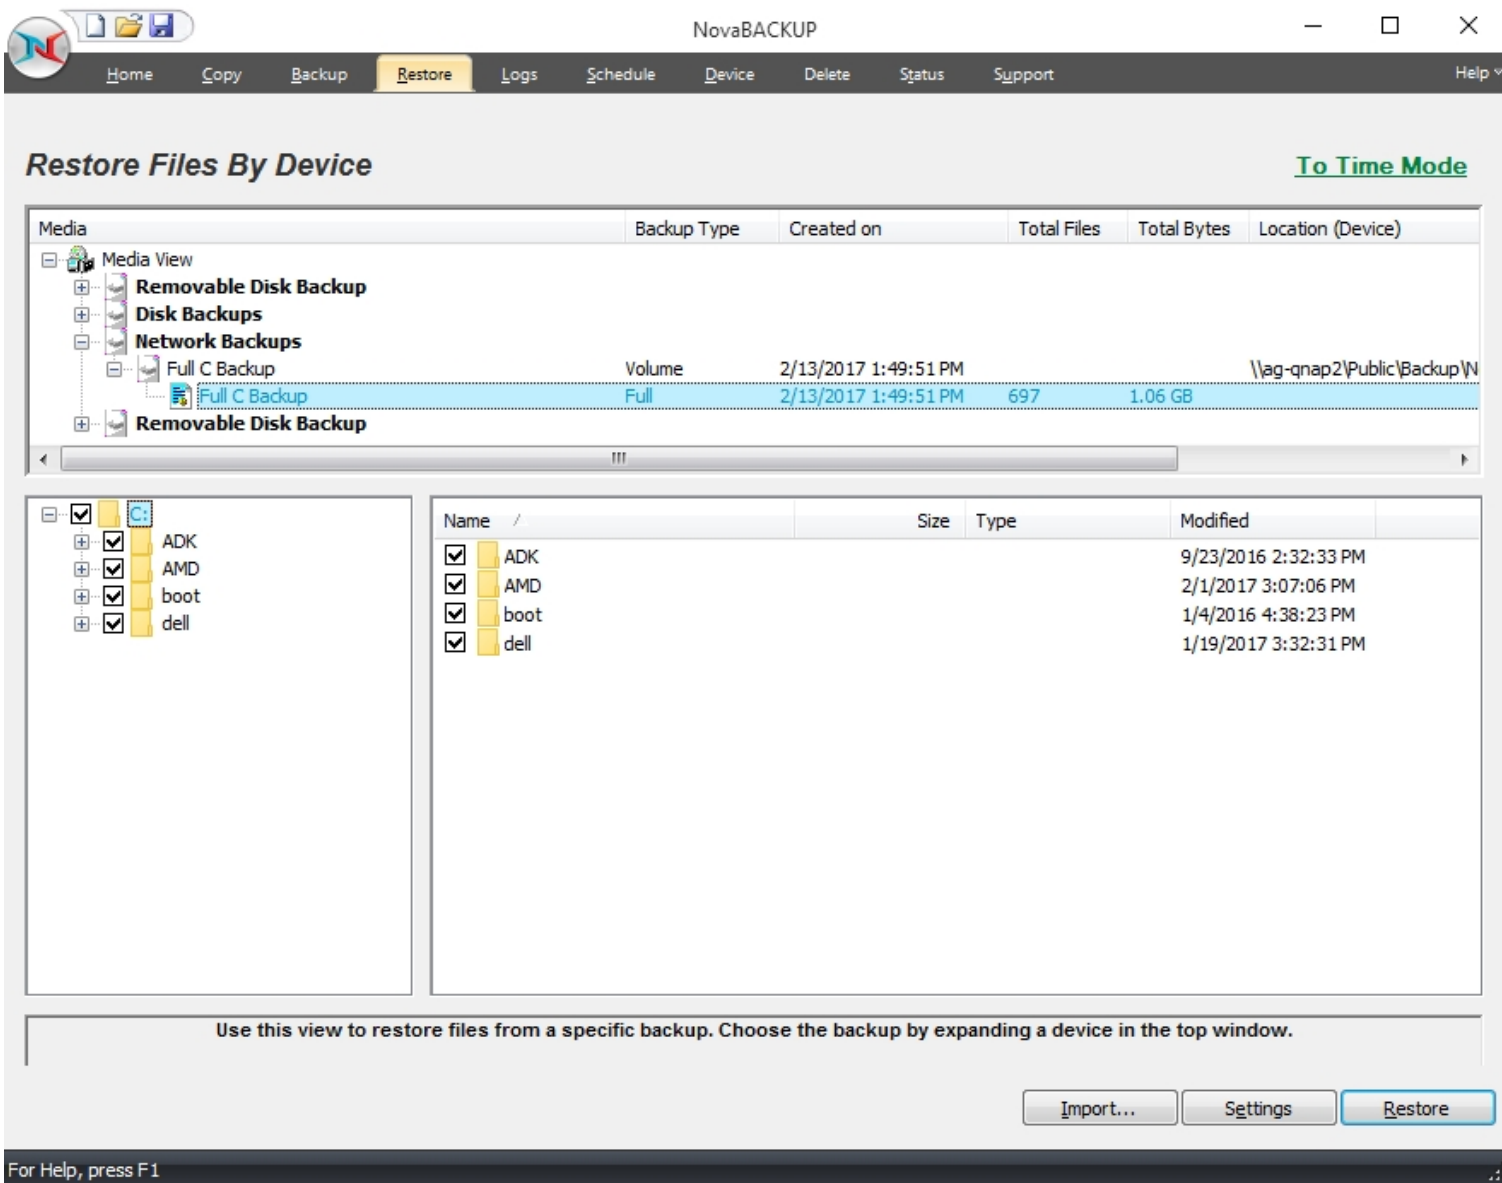 NovaBACKUP
Home Copy Backup Restore Logs Schedule Device Delete Status Support Help
Restore Files By Device To Time Mode
Media Backup Type Created on Total Files Total Bytes Location (Device)
Media View
Removable Disk Backup
Disk Backups
Network Backups
Full C Backup Volume 2/13/2017 1:49:51 PM \\ag-qnap2\Public\Backup\N
Full C Backup Full 2/13/2017 1:49:51 PM 697 1.06 GB
Removable Disk Backup
C:
ADK
AMD
boot
dell
Name Size Type Modified
ADK 9/23/2016 2:32:33 PM
AMD 2/1/2017 3:07:06 PM
boot 1/4/2016 4:38:23 PM
dell 1/19/2017 3:32:31 PM
Use this view to restore files from a specific backup. Choose the backup by expanding a device in the top window.
Import... Settings Restore
For Help, press F1